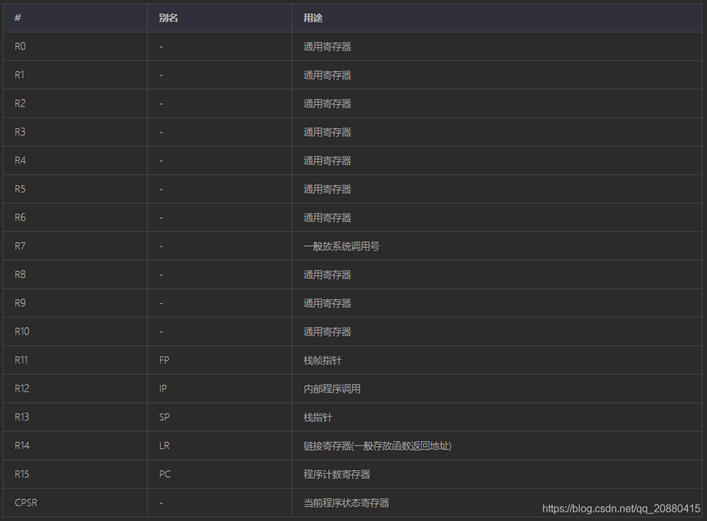 # 别名 用途
R0 - 通用寄存器
R1 - 通用寄存器
R2 - 通用寄存器
R3 - 通用寄存器
R4 - 通用寄存器
R5 - 通用寄存器
R6 - 通用寄存器
R7 - 一般放系统调用号
R8 - 通用寄存器
R9 - 通用寄存器
R10 - 通用寄存器
R11 FP 栈帧指针
R12 IP 内部程序调用
R13 SP 栈指针
R14 LR 链接寄存器(一般存放函数返回地址)
R15 PC 程序计数寄存器
CPSR - 当前程序状态寄存器
https://blog.csdn.net/qq_20880415